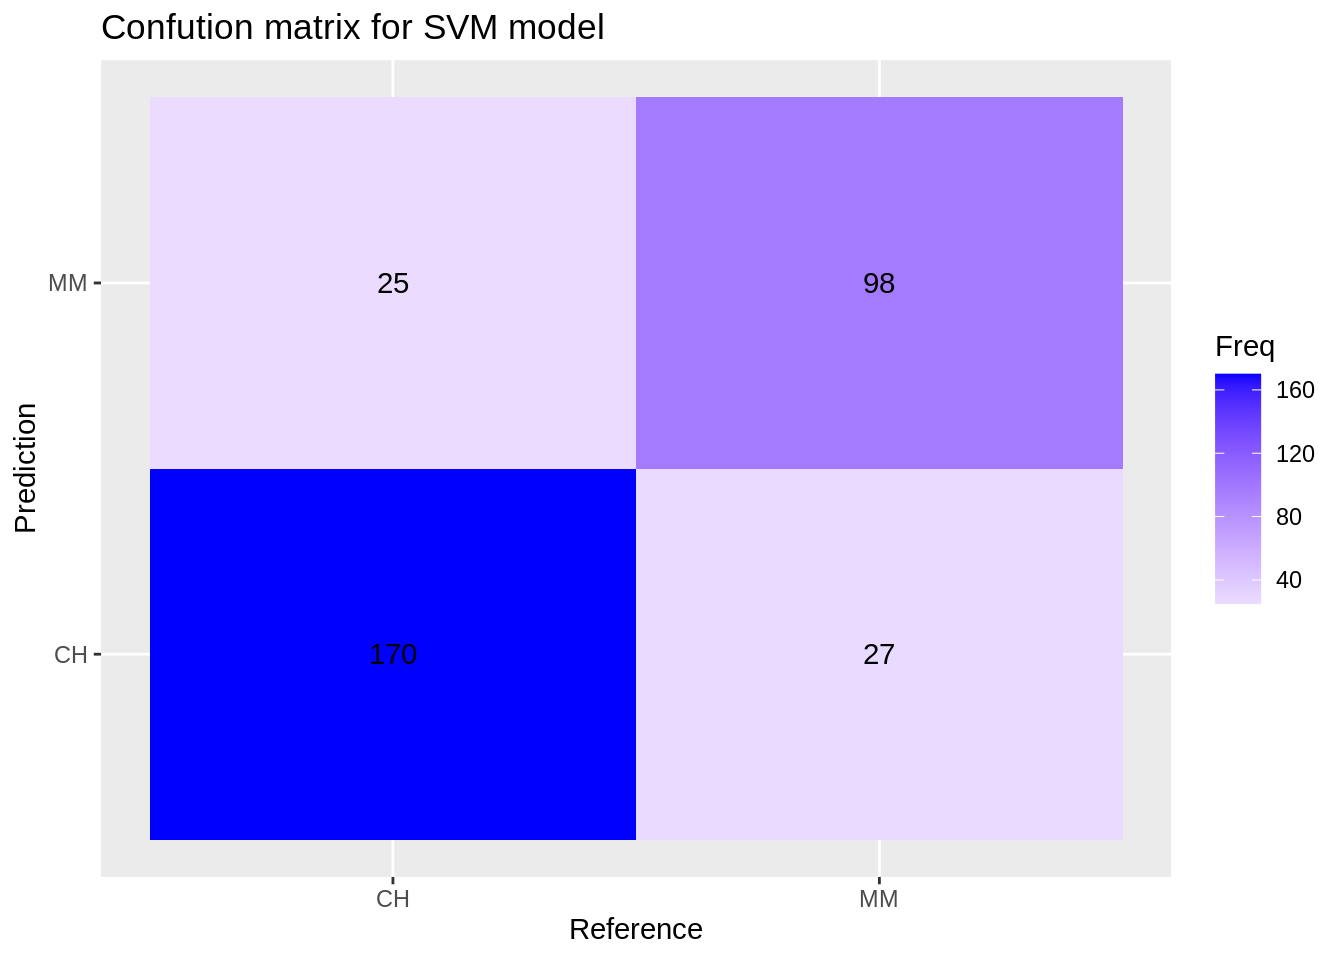 Confution matrix for SVM model
MM
25
98
Prediction
CH
170
27
CH
MM
Reference
Freq
160
120
80
40